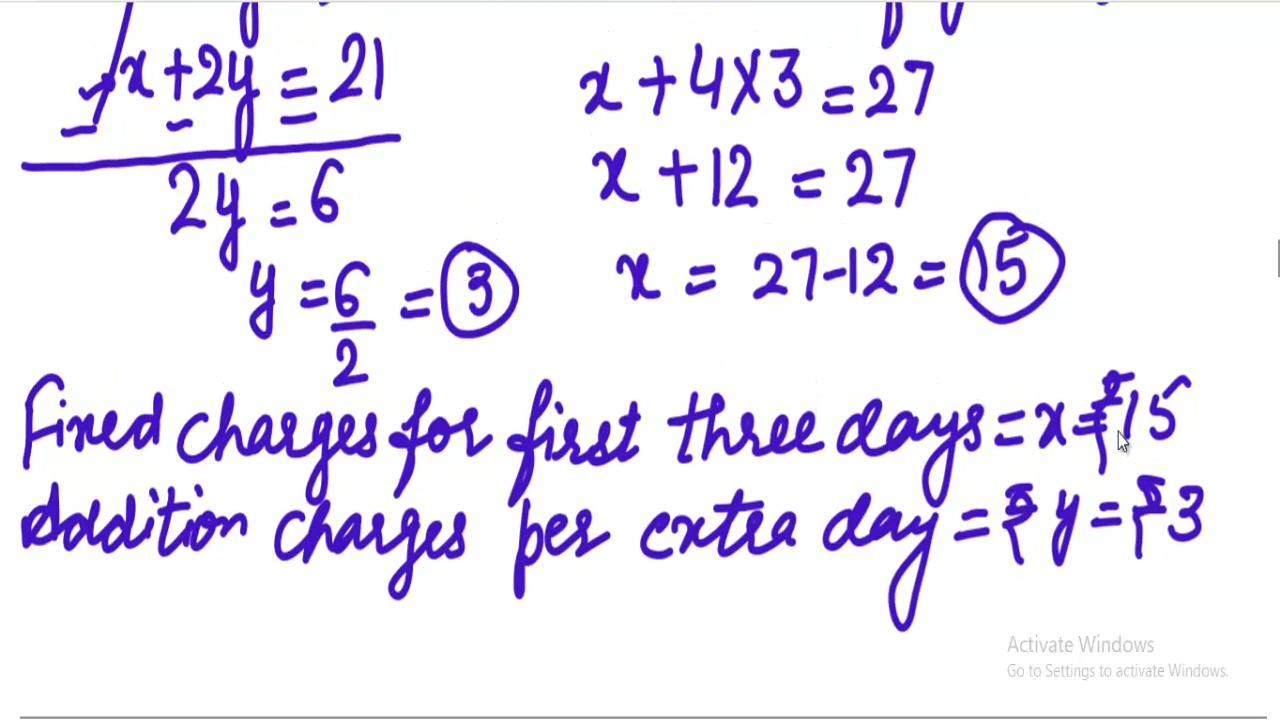 x + 2y = 21
2y = 6
y = 6/2 = 3
x + 4 x 3 = 27
x + 12 = 27
x = 27 - 12 = 15
Fixed charges for first three days = x = ₹15
Addition charges per extra day = ₹ y = ₹3
Activate Windows
Go to Settings to activate Windows.